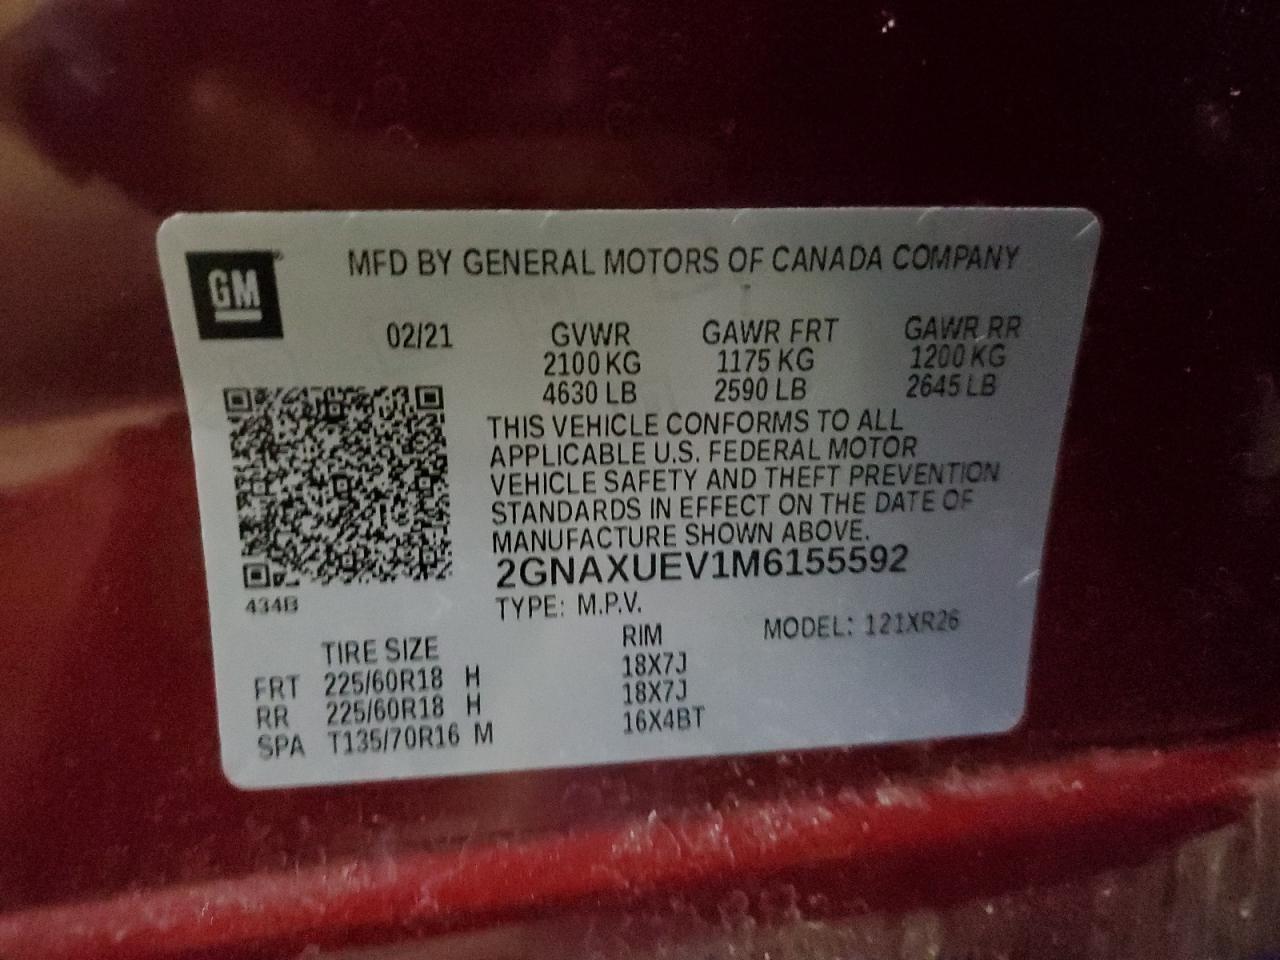 GM
MFD BY GENERAL MOTORS OF CANADA COMPANY
02/21 GVWR GAWR FRT GAWR RR
2100 KG 1175 KG 1200 KG
4630 LB 2590 LB 2645 LB
THIS VEHICLE CONFORMS TO ALL
APPLICABLE U.S. FEDERAL MOTOR
VEHICLE SAFETY AND THEFT PREVENTION
STANDARDS IN EFFECT ON THE DATE OF
MANUFACTURE SHOWN ABOVE.
2GNAXUEV1M6155592
434B
TYPE: M.P.V. MODEL: 121XR26
TIRE SIZE RIM
FRT 225/60R18 H 18X7J
RR 225/60R18 H 18X7J
SPA T135/70R16 M 16X4BT